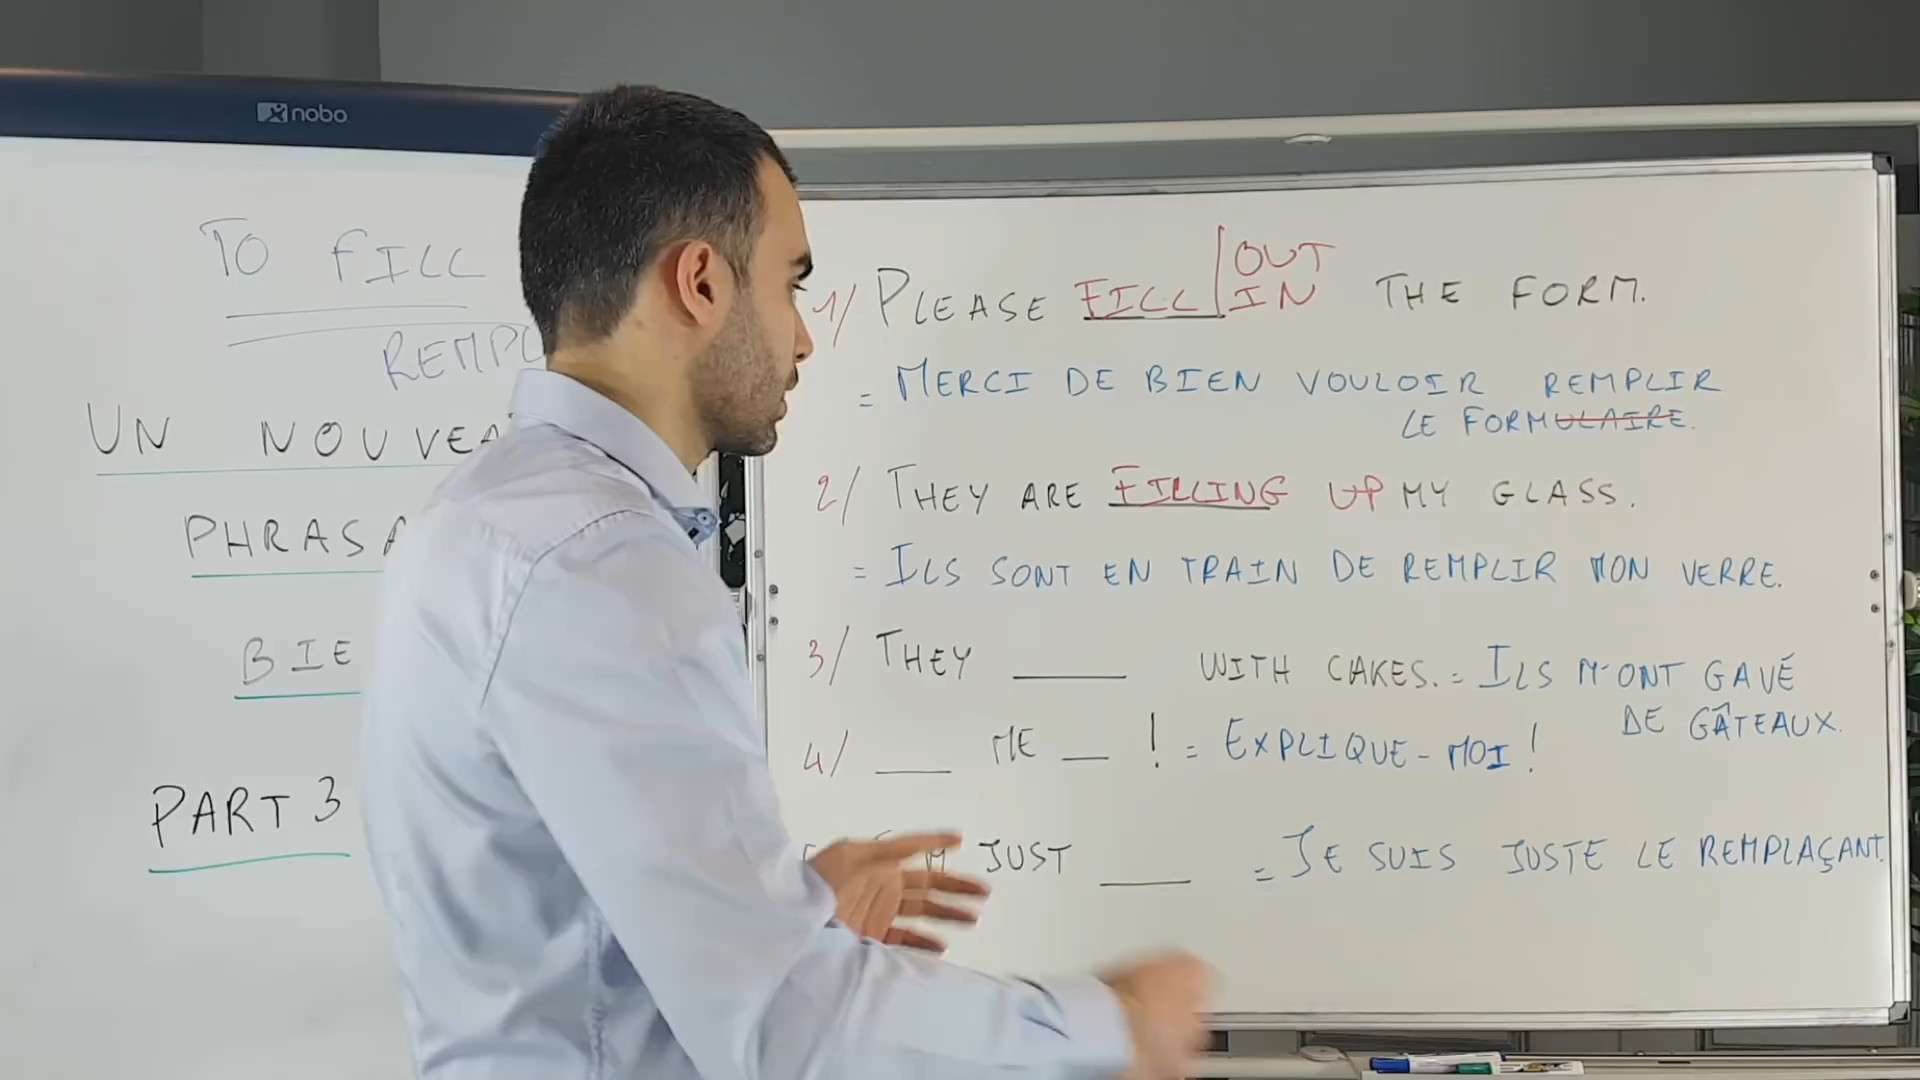 nobo
TO FILL
REMPL
UN NOUVEA
PHRASA
BIE
PART 3
1/ PLEASE FILL OUT
IN THE FORM.
= MERCI DE BIEN VOULOIR REMPLIR
LE FORMULAIRE.
2/ THEY ARE FILLING UP MY GLASS.
= ILS SONT EN TRAIN DE REMPLIR MON VERRE.
3/ THEY ____ WITH CAKES. = ILS M'ONT GAVÉ
DE GÂTEAUX.
4/ ___ ME __ ! = EXPLIQUE-MOI !
JUST ____ = JE SUIS JUSTE LE REMPLAÇANT.